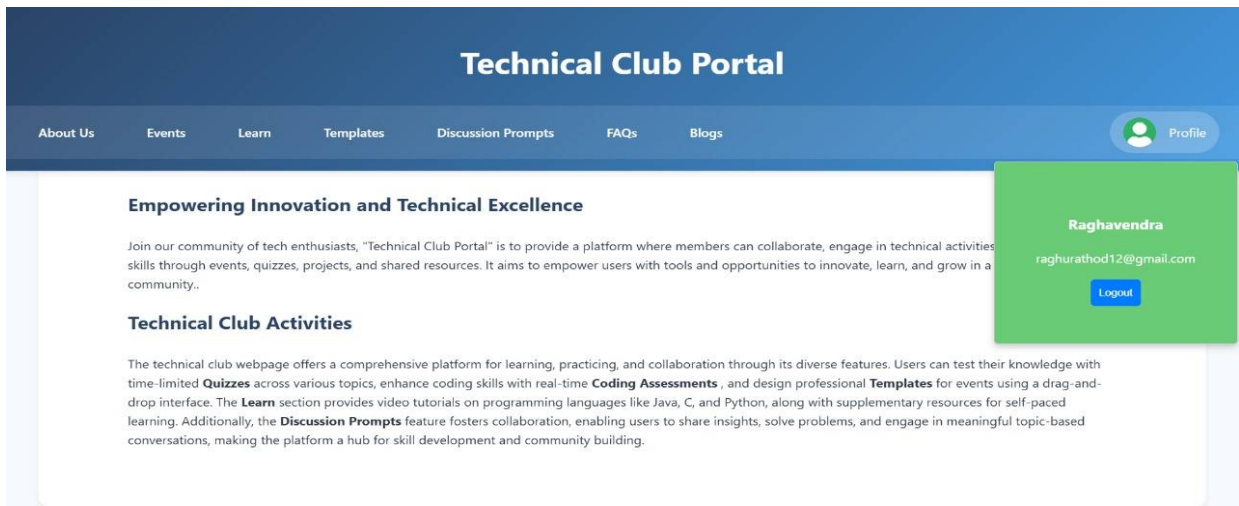 Technical Club Portal
About Us Events Learn Templates Discussion Prompts FAQs Blogs Profile
Empowering Innovation and Technical Excellence
Join our community of tech enthusiasts, "Technical Club Portal" is to provide a platform where members can collaborate, engage in technical activities
skills through events, quizzes, projects, and shared resources. It aims to empower users with tools and opportunities to innovate, learn, and grow in a
community..
Raghavendra
raghurathod12@gmail.com
Logout
Technical Club Activities
The technical club webpage offers a comprehensive platform for learning, practicing, and collaboration through its diverse features. Users can test their knowledge with
time-limited Quizzes across various topics, enhance coding skills with real-time Coding Assessments , and design professional Templates for events using a drag-and-
drop interface. The Learn section provides video tutorials on programming languages like Java, C, and Python, along with supplementary resources for self-paced
learning. Additionally, the Discussion Prompts feature fosters collaboration, enabling users to share insights, solve problems, and engage in meaningful topic-based
conversations, making the platform a hub for skill development and community building.